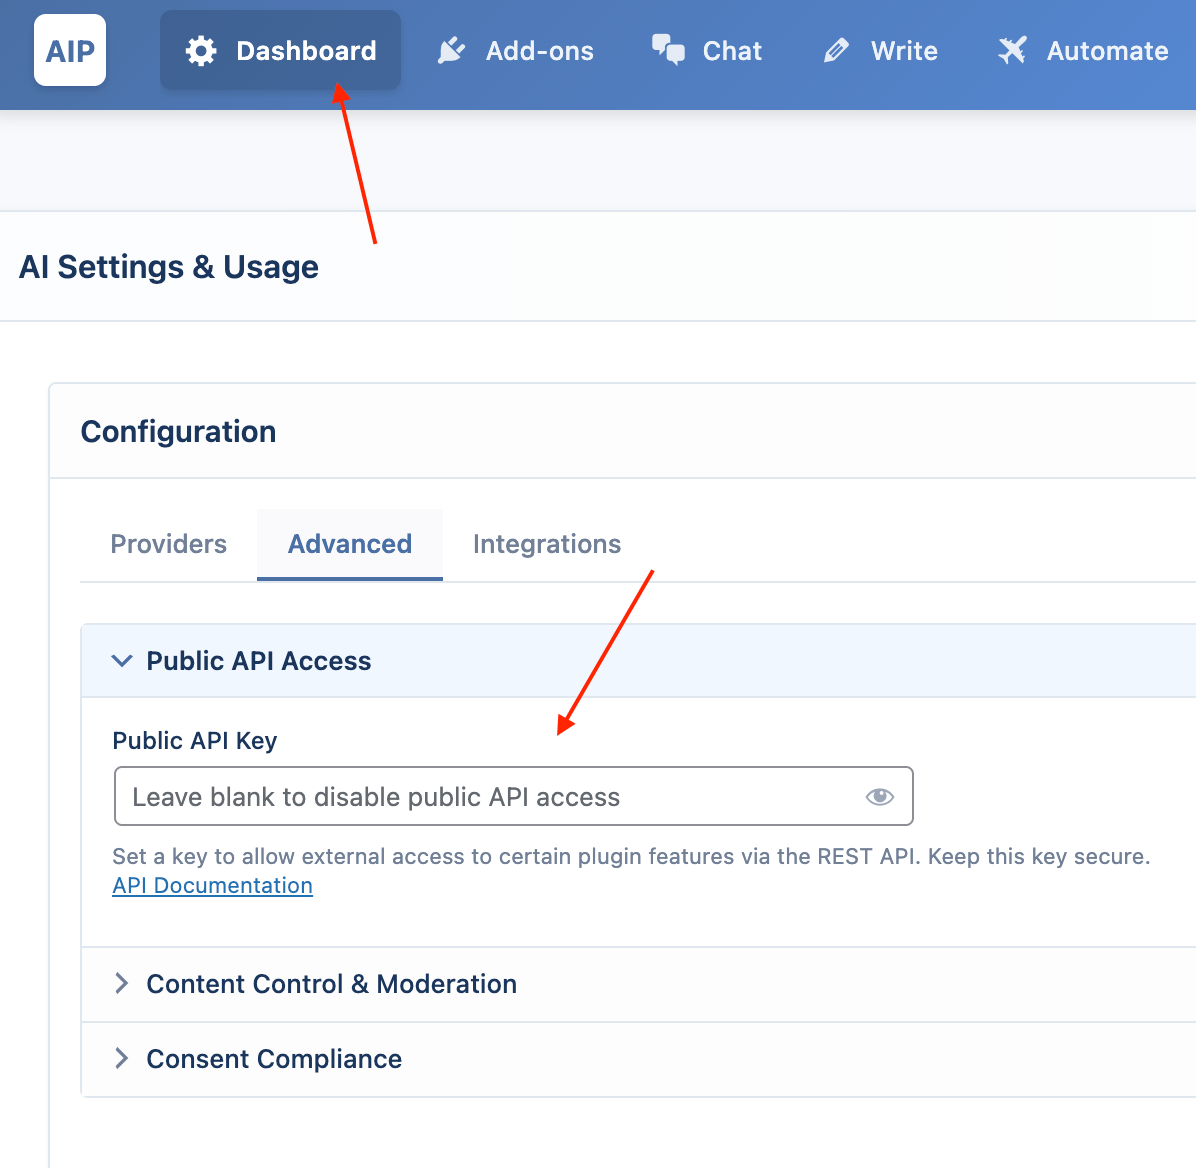 AIP
Dashboard
Add-ons
Chat
Write
Automate
AI Settings & Usage
Configuration
Providers
Advanced
Integrations
Public API Access
Public API Key
Leave blank to disable public API access
Set a key to allow external access to certain plugin features via the REST API. Keep this key secure.
API Documentation
Content Control & Moderation
Consent Compliance